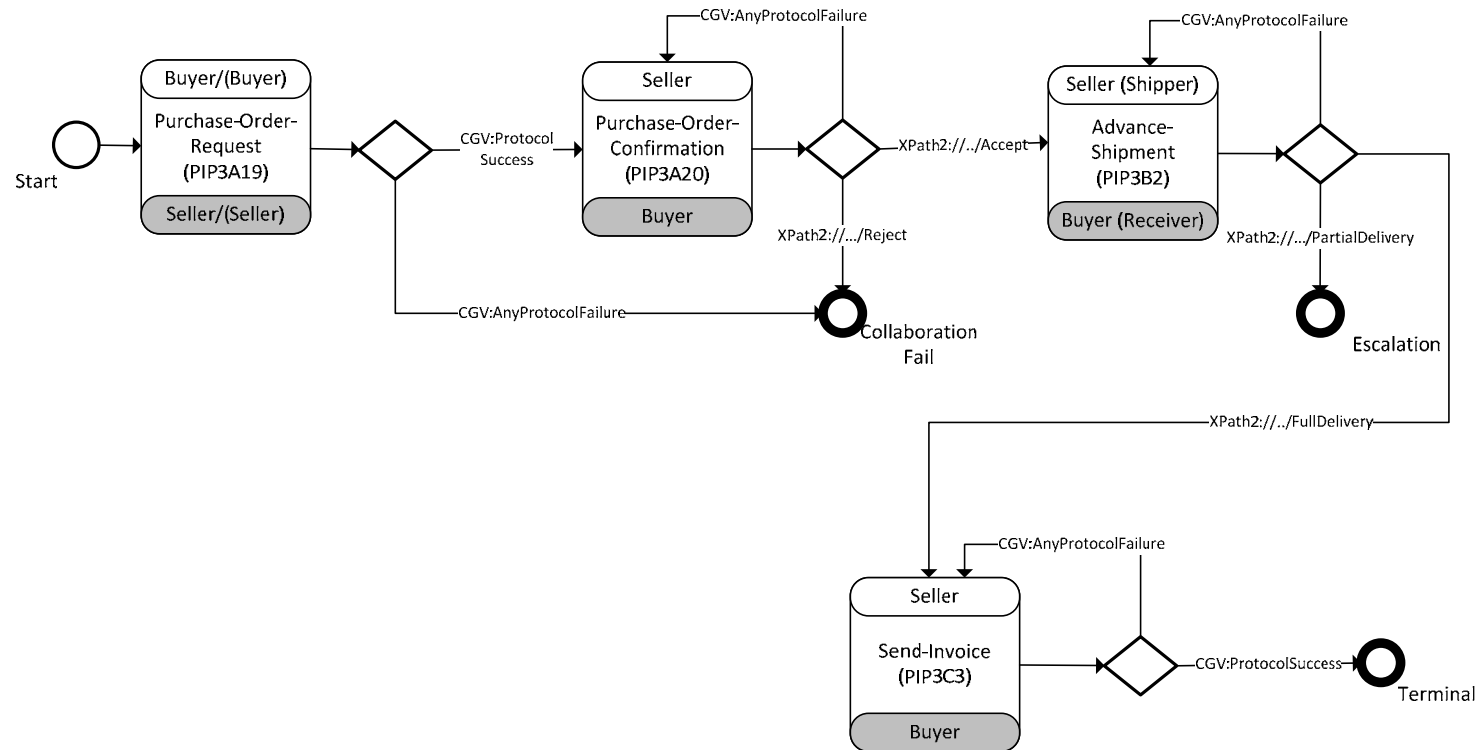 CGV:AnyProtocolFailure
CGV:AnyProtocolFailure
Buyer/(Buyer)
Purchase-Order-
Request
(PIP3A19)
Seller/(Seller)
Start
CGV:Protocol
Success
Seller
Purchase-Order-
Confirmation
(PIP3A20)
Buyer
XPath2://../Accept
XPath2://.../Reject
CGV:AnyProtocolFailure
Collaboration
Fail
Seller (Shipper)
Advance-
Shipment
(PIP3B2)
Buyer (Receiver)
XPath2://.../PartialDelivery
Escalation
XPath2://../FullDelivery
CGV:AnyProtocolFailure
Seller
Send-Invoice
(PIP3C3)
Buyer
CGV:ProtocolSuccess
Terminal